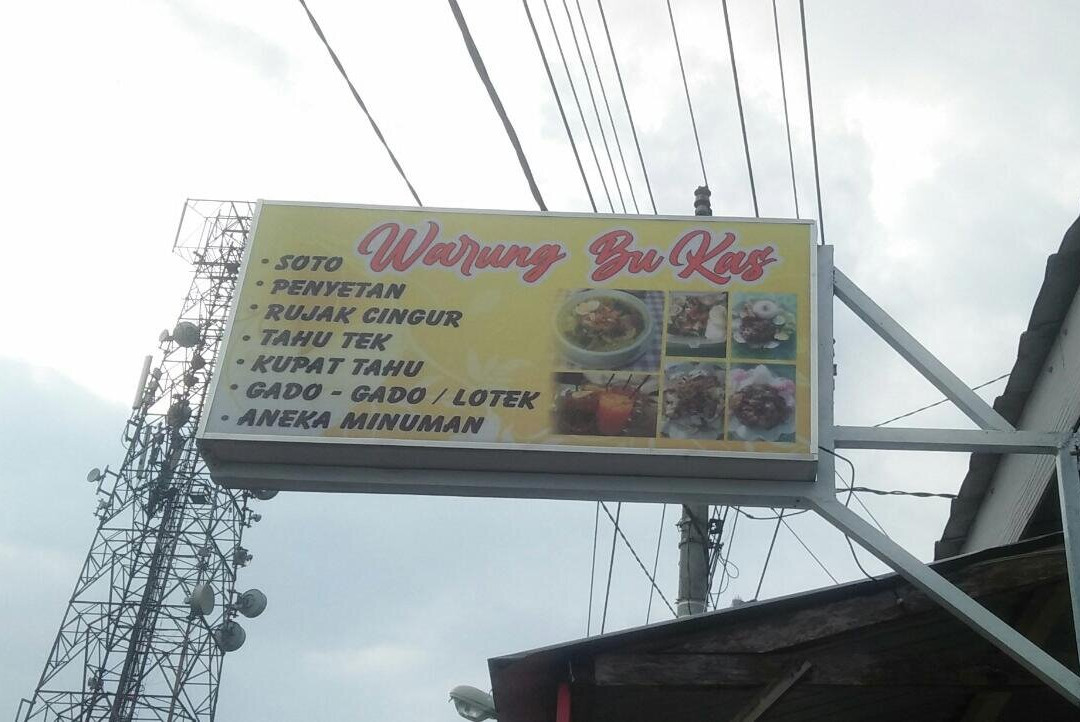 Warung Bu Kas
• SOTO
• PENYETAN
• RUJAK CINGUR
• TAHU TEK
• KUPAT TAHU
• GADO - GADO / LOTEK
• ANEKA MINUMAN